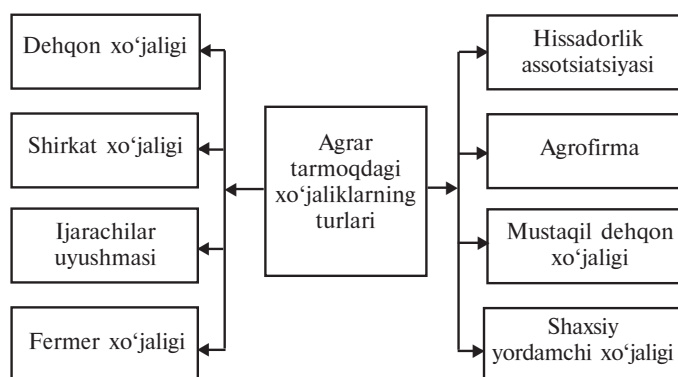 Dehqon xo‘jaligi
Shirkat xo‘jaligi
Ijarachilar
uyushmasi
Fermer xo‘jaligi
Agrar
tarmoqdagi
xo‘jaliklarning
turlari
Hissadorlik
assotsiatsiyasi
Agrofirma
Mustaqil dehqon
xo‘jaligi
Shaxsiy
yordamchi xo‘jaligi